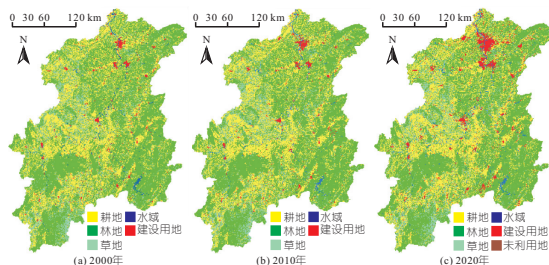 0 30 60 120 km
N
耕地 水域
林地 建设用地
草地
(a) 2000年
0 30 60 120 km
N
耕地 水域
林地 建设用地
草地
(b) 2010年
0 30 60 120 km
N
耕地 水域
林地 建设用地
草地 未利用地
(c) 2020年